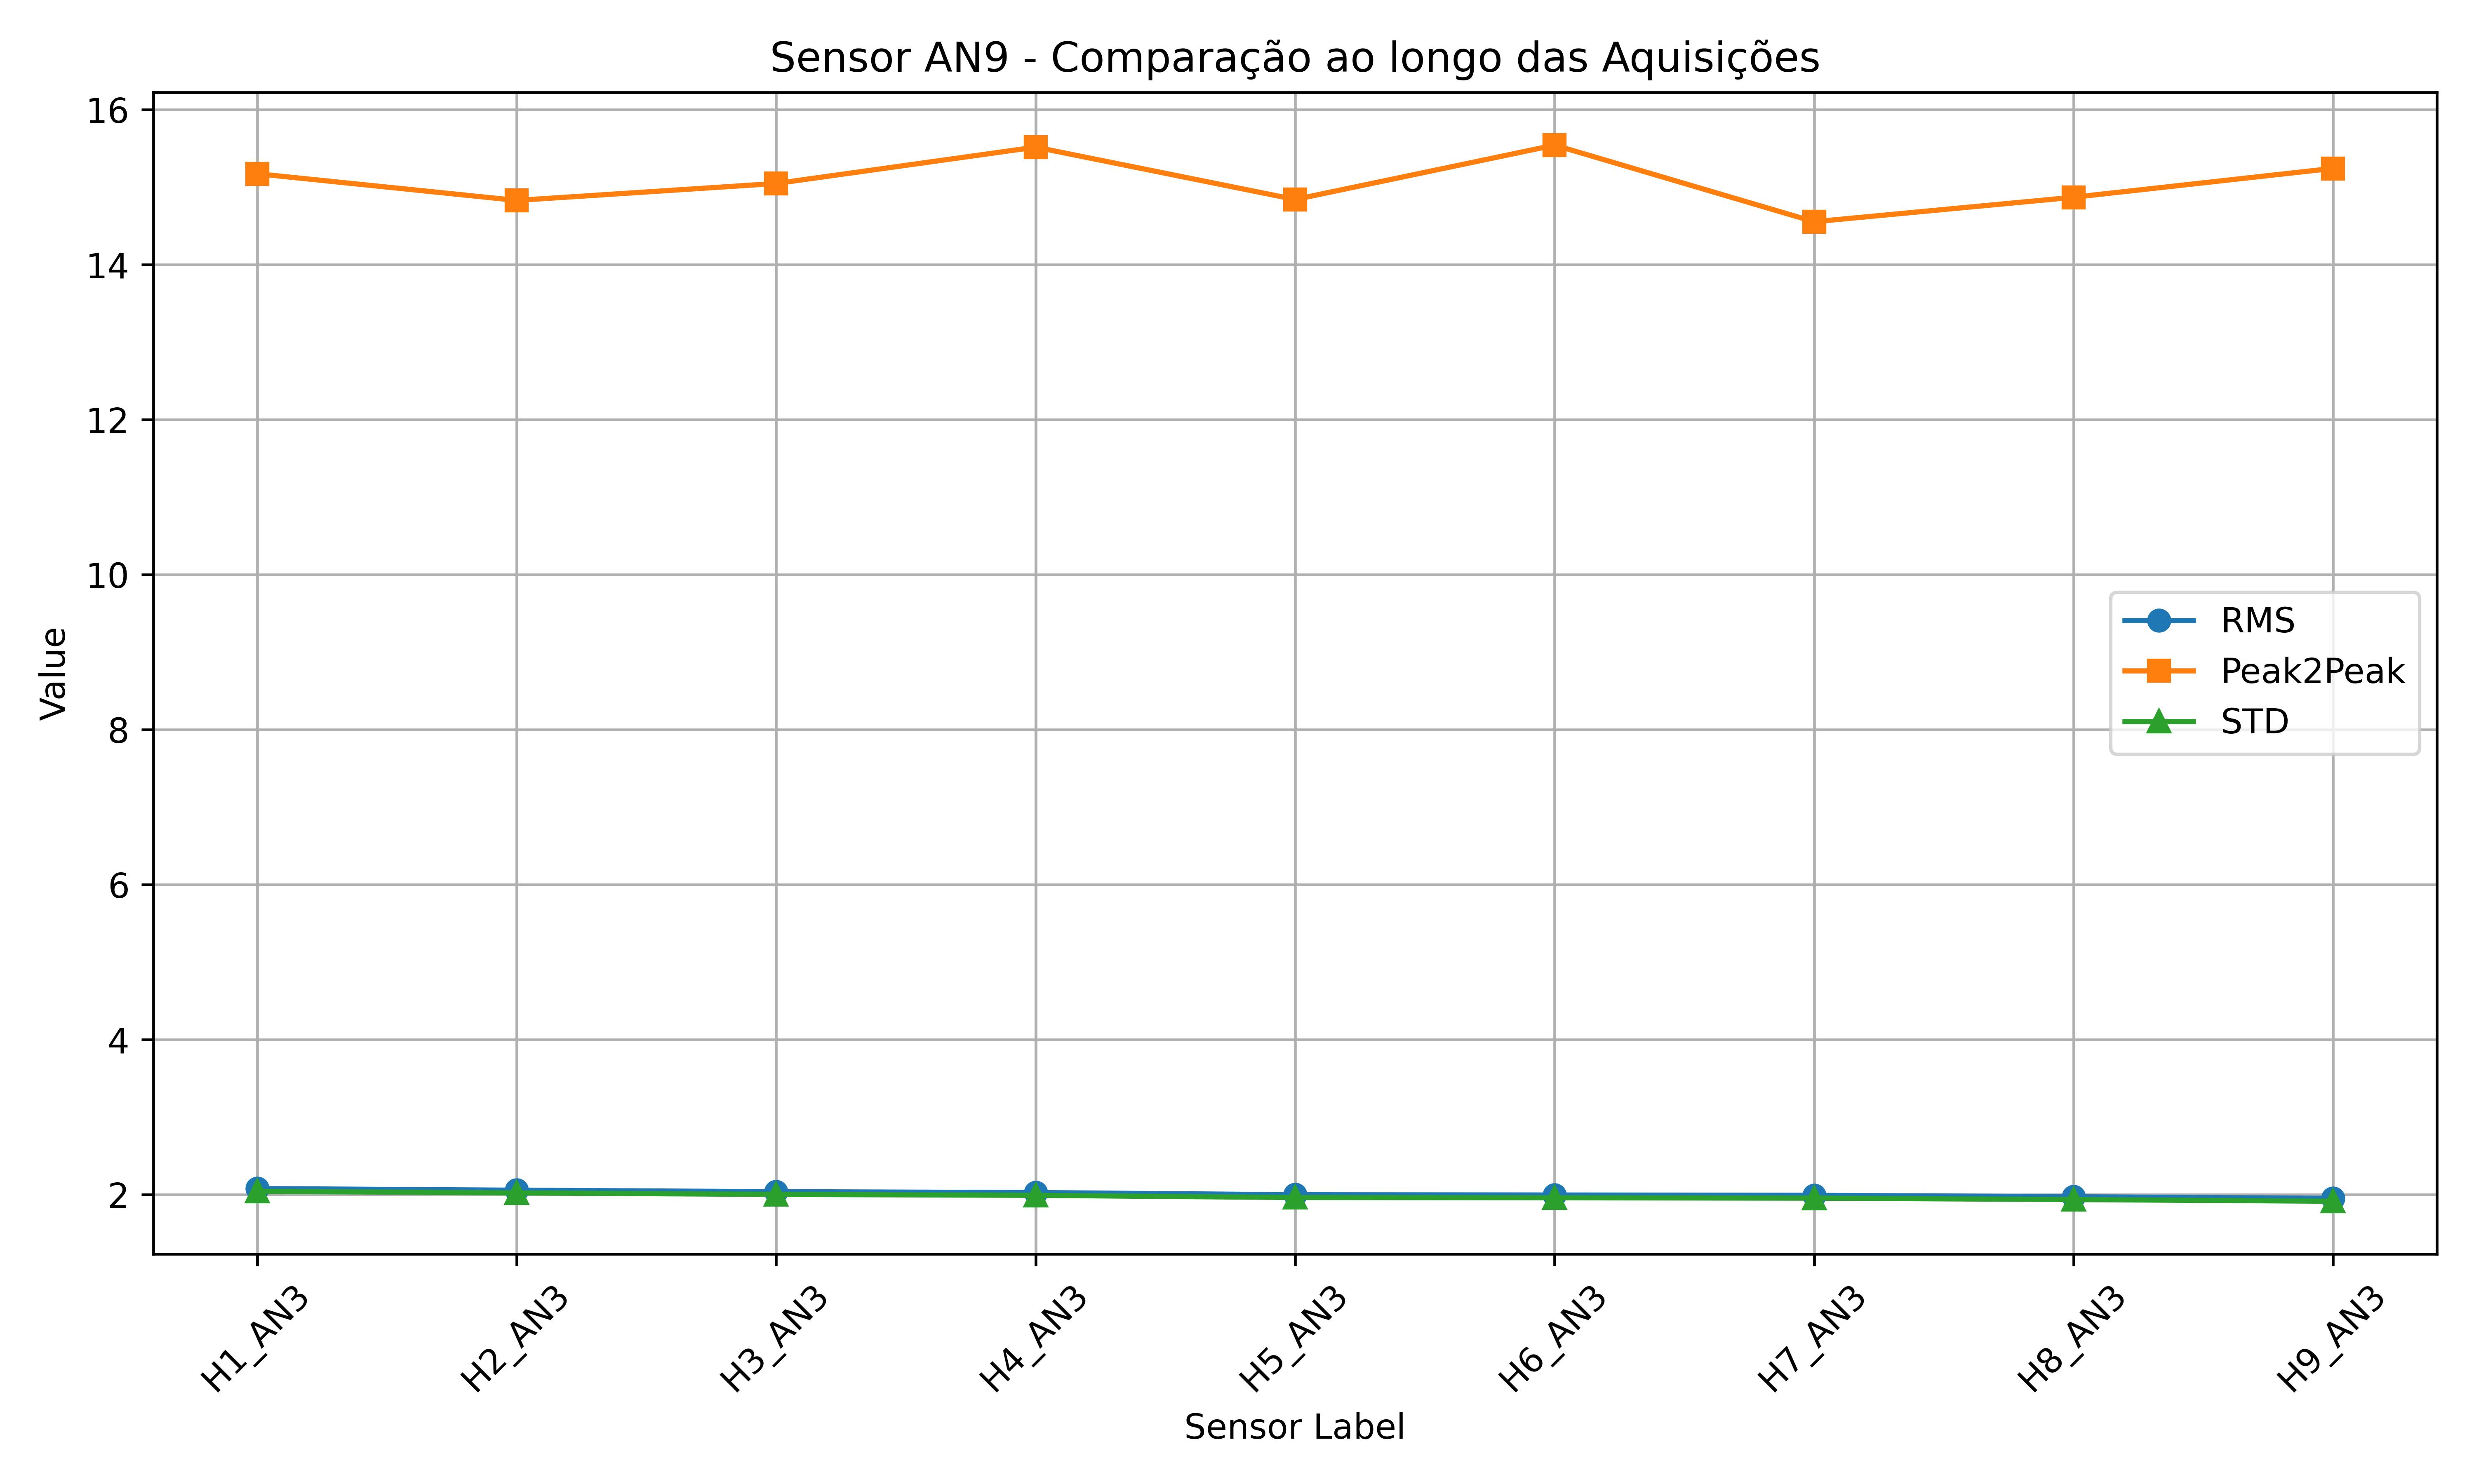 Sensor AN9 - Comparação ao longo das Aquisições
16
14
12
10
8
6
4
2
Value
RMS
Peak2Peak
STD
H1_AN3
H2_AN3
H3_AN3
H4_AN3
H5_AN3
H6_AN3
H7_AN3
H8_AN3
H9_AN3
Sensor Label